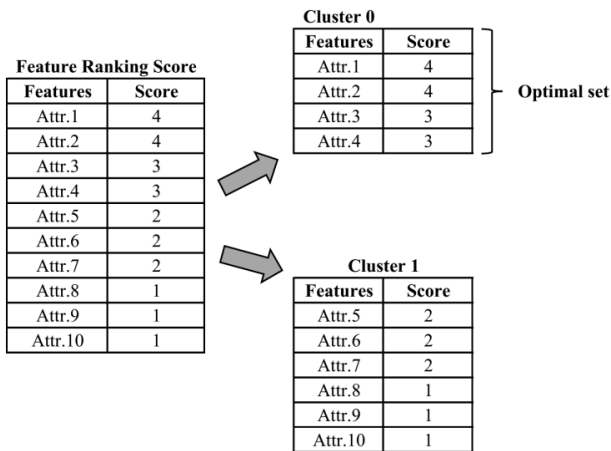 Feature Ranking Score
Features Score
Attr.1 4
Attr.2 4
Attr.3 3
Attr.4 3
Attr.5 2
Attr.6 2
Attr.7 2
Attr.8 1
Attr.9 1
Attr.10 1
Cluster 0
Features Score
Attr.1 4
Attr.2 4
Attr.3 3
Attr.4 3
Optimal set
Cluster 1
Features Score
Attr.5 2
Attr.6 2
Attr.7 2
Attr.8 1
Attr.9 1
Attr.10 1